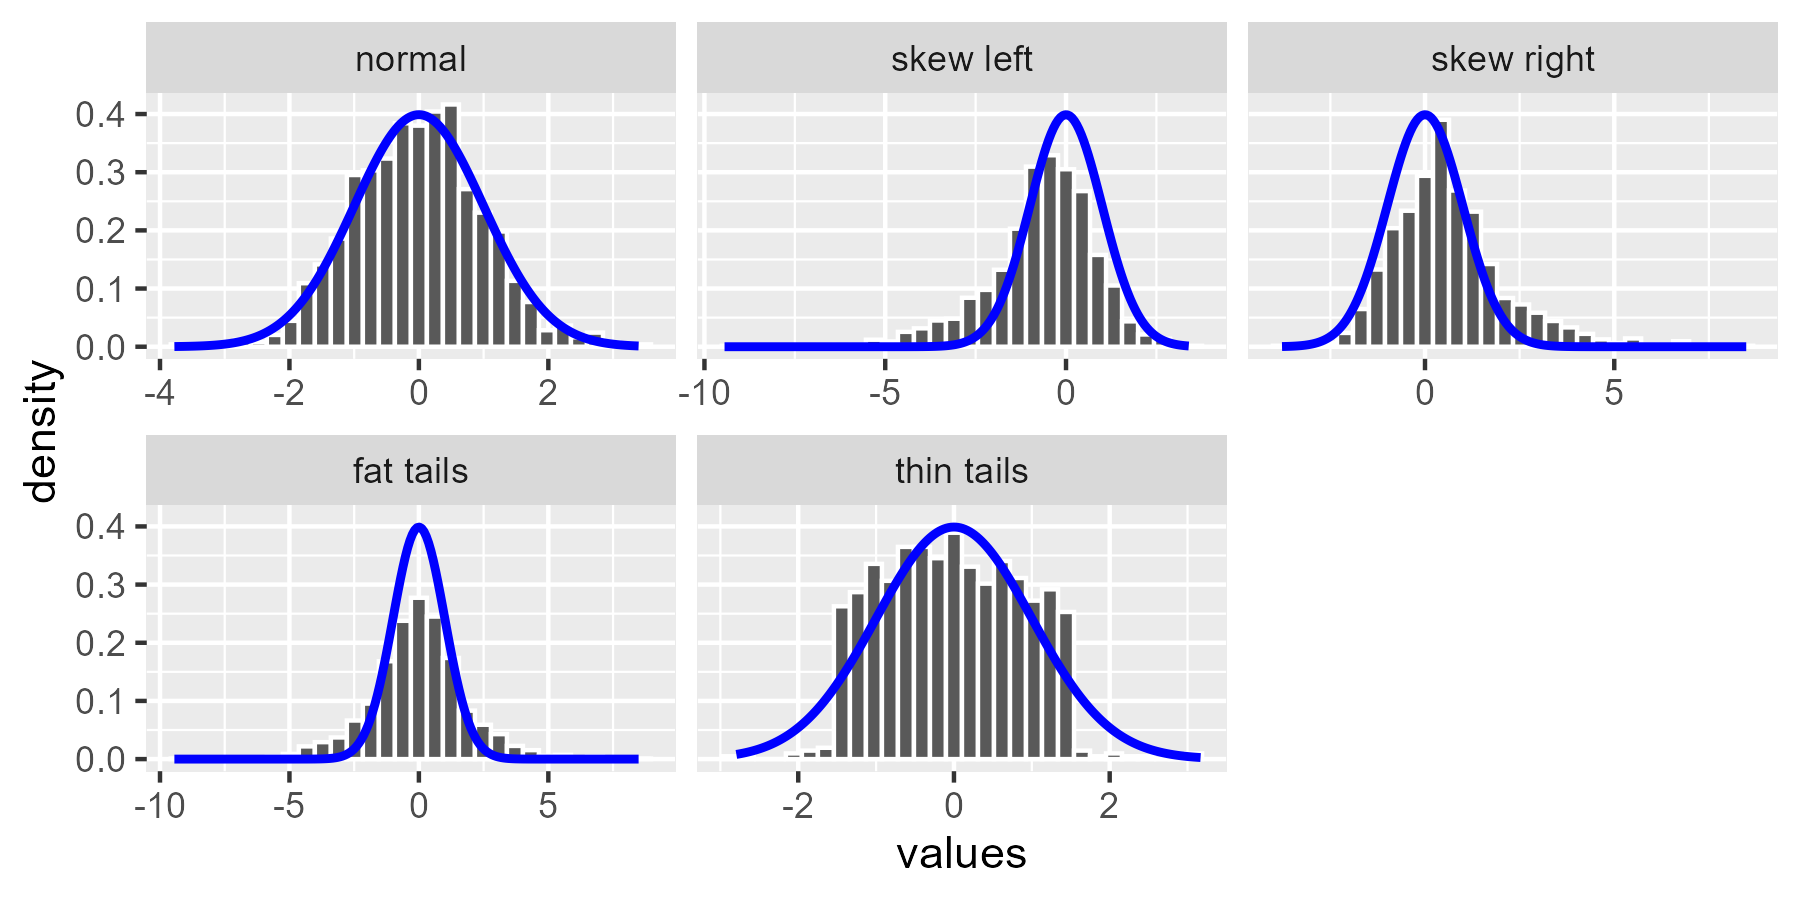 normal
skew left
skew right
0.4
0.3
0.2
0.1
0.0
-4 -2 0 2
-10 -5 0
0 5
density
fat tails
thin tails
0.4
0.3
0.2
0.1
0.0
-10 -5 0 5
-2 0 2
values